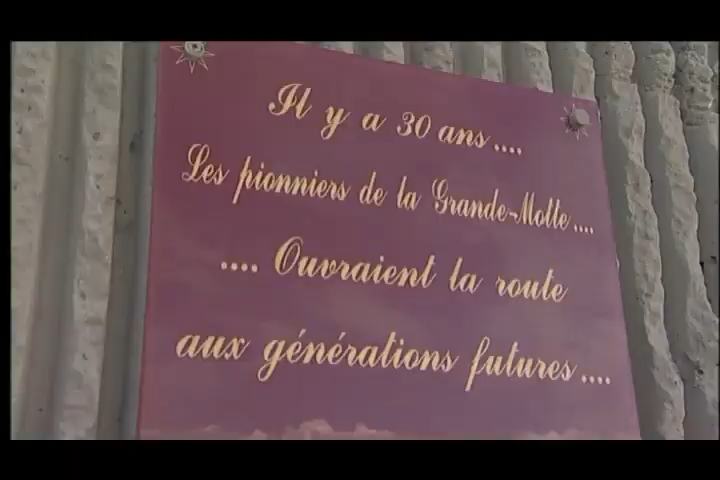 Il y a 30 ans....
Les pionniers de la Grande-Motte....
.... Ouvraient la route
aux générations futures....